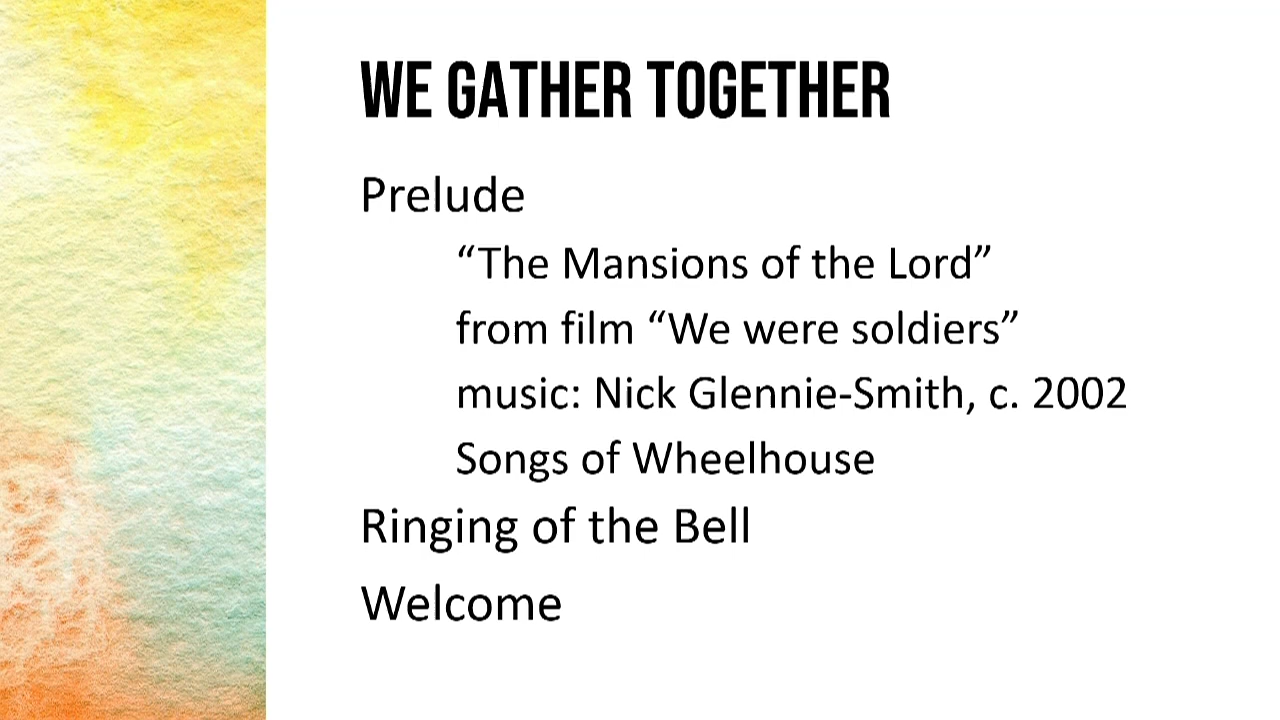 WE GATHER TOGETHER
Prelude
“The Mansions of the Lord”
from film “We were soldiers”
music: Nick Glennie-Smith, c. 2002
Songs of Wheelhouse
Ringing of the Bell
Welcome